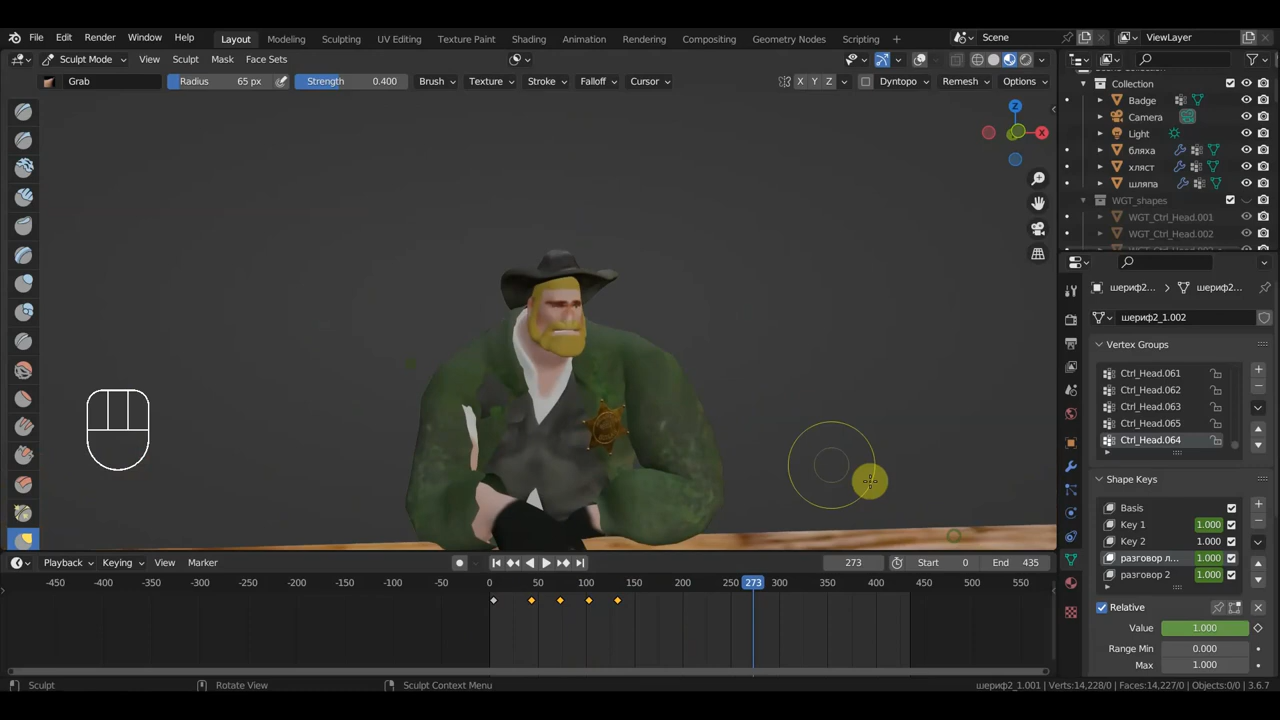 File Edit Render Window Help Layout Modeling Sculpting UV Editing Texture Paint Shading Animation Rendering Compositing Geometry Nodes Scripting Scene ViewLayer
Sculpt Mode View Sculpt Mask Face Sets
Grab Radius 65 px Strength 0.400 Brush Texture Stroke Falloff Cursor X Y Z Dyntopo Remesh Options
Z
X
Collection
Badge
Camera
Light
бляха
хляст
шляпа
WGT_shapes
WGT_Ctrl_Head.001
WGT_Ctrl_Head.002
шериф2... шериф2...
шериф2_1.002
Vertex Groups
Ctrl_Head.061
Ctrl_Head.062
Ctrl_Head.063
Ctrl_Head.065
Ctrl_Head.064
Shape Keys
Basis
Key 1 1.000
Key 2 1.000
разговор л... 1.000
разговор 2 1.000
Relative
Value 1.000
Range Min 0.000
Max 1.000
Playback Keying View Marker 273 Start 0 End 435
-450 -400 -350 -300 -250 -200 -150 -100 -50 0 50 100 150 200 250 273 300 350 400 450 500 550
Sculpt Rotate View Sculpt Context Menu шериф2_1.001 | Verts:14,228/0 | Faces:14,227/0 | Objects:0/0 | 3.6.7